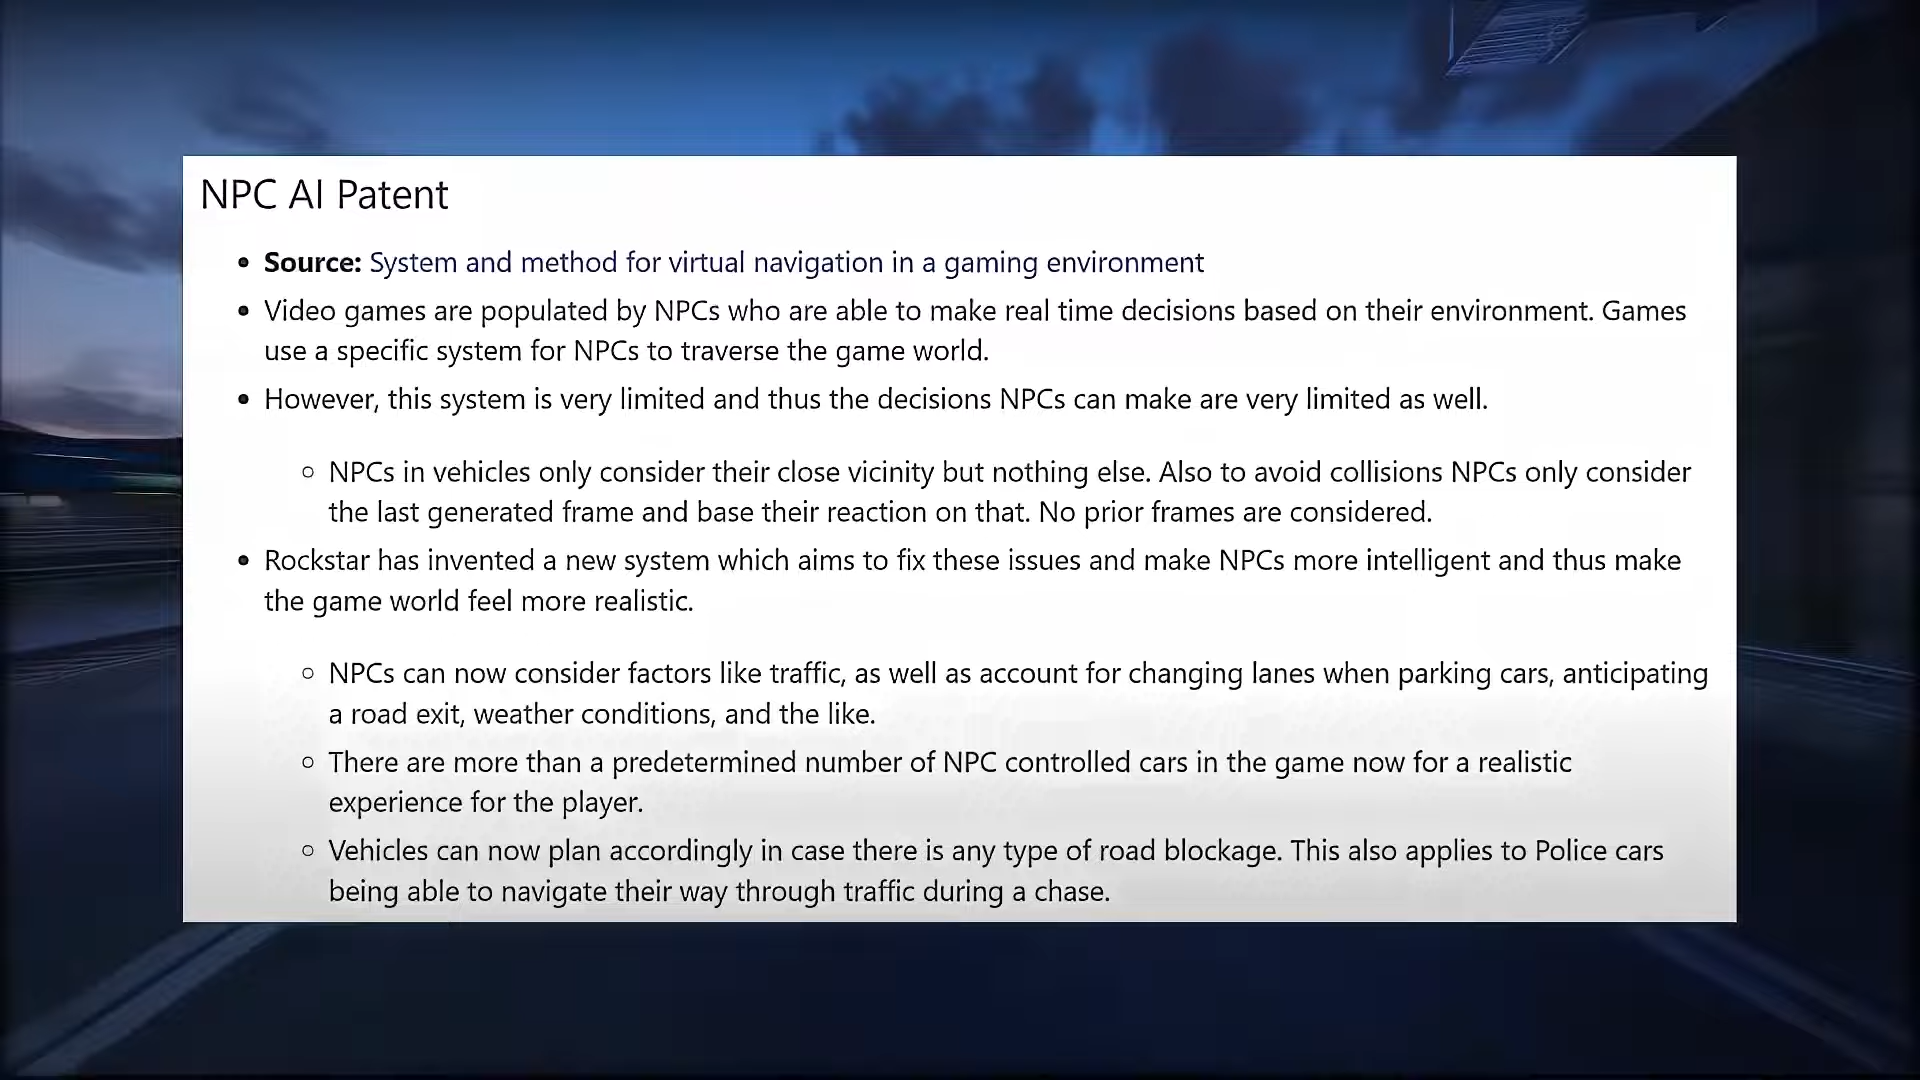 NPC AI Patent
• Source: System and method for virtual navigation in a gaming environment
• Video games are populated by NPCs who are able to make real time decisions based on their environment. Games
use a specific system for NPCs to traverse the game world.
• However, this system is very limited and thus the decisions NPCs can make are very limited as well.
○ NPCs in vehicles only consider their close vicinity but nothing else. Also to avoid collisions NPCs only consider
the last generated frame and base their reaction on that. No prior frames are considered.
• Rockstar has invented a new system which aims to fix these issues and make NPCs more intelligent and thus make
the game world feel more realistic.
○ NPCs can now consider factors like traffic, as well as account for changing lanes when parking cars, anticipating
a road exit, weather conditions, and the like.
○ There are more than a predetermined number of NPC controlled cars in the game now for a realistic
experience for the player.
○ Vehicles can now plan accordingly in case there is any type of road blockage. This also applies to Police cars
being able to navigate their way through traffic during a chase.